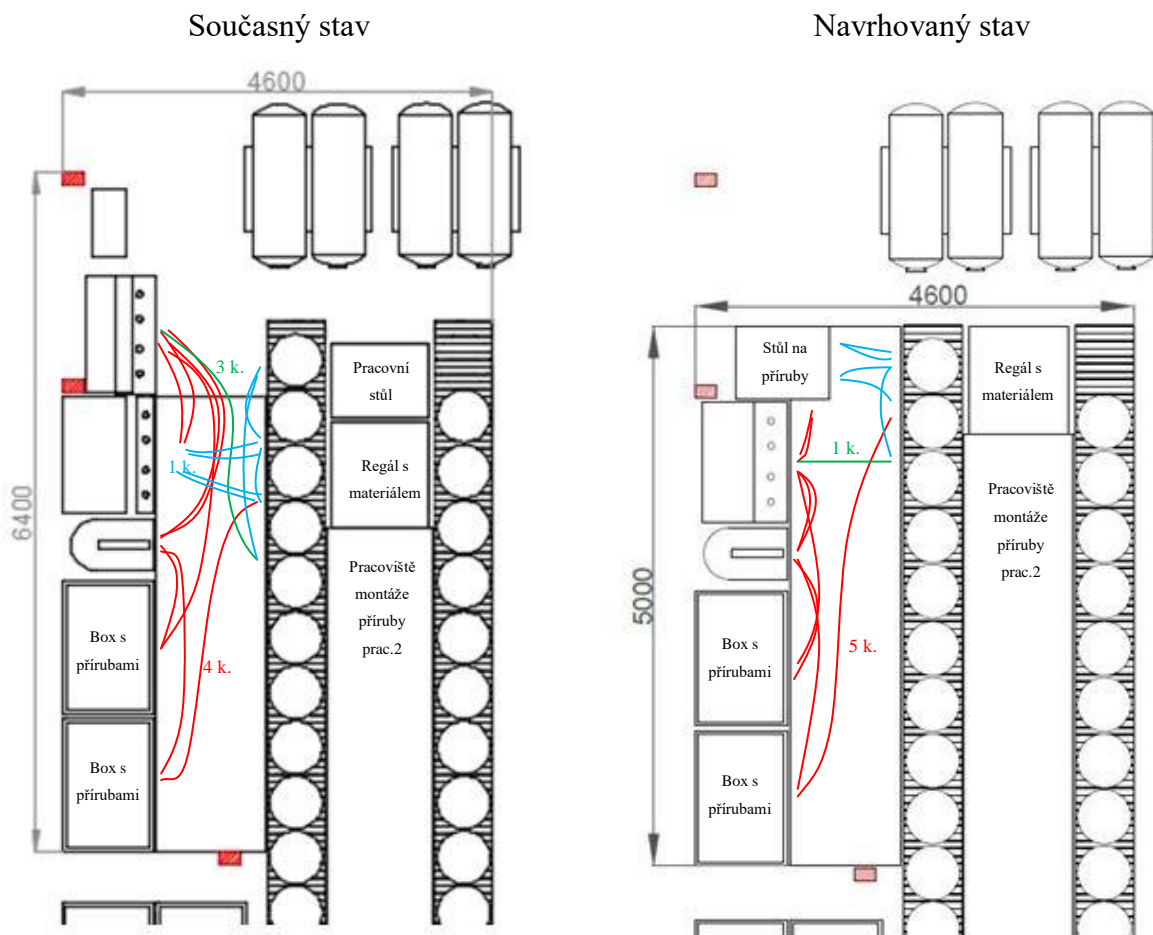 Současný stav
4600
6400
3 k.
1 k.
4 k.
Pracovní
stůl
Regál s
materiálem
Pracoviště
montáže
příruby
prac.2
Box s
přírubami
Box s
přírubami
Navrhovaný stav
4600
5000
Stůl na
příruby
Regál s
materiálem
1 k.
5 k.
Pracoviště
montáže
příruby
prac.2
Box s
přírubami
Box s
přírubami